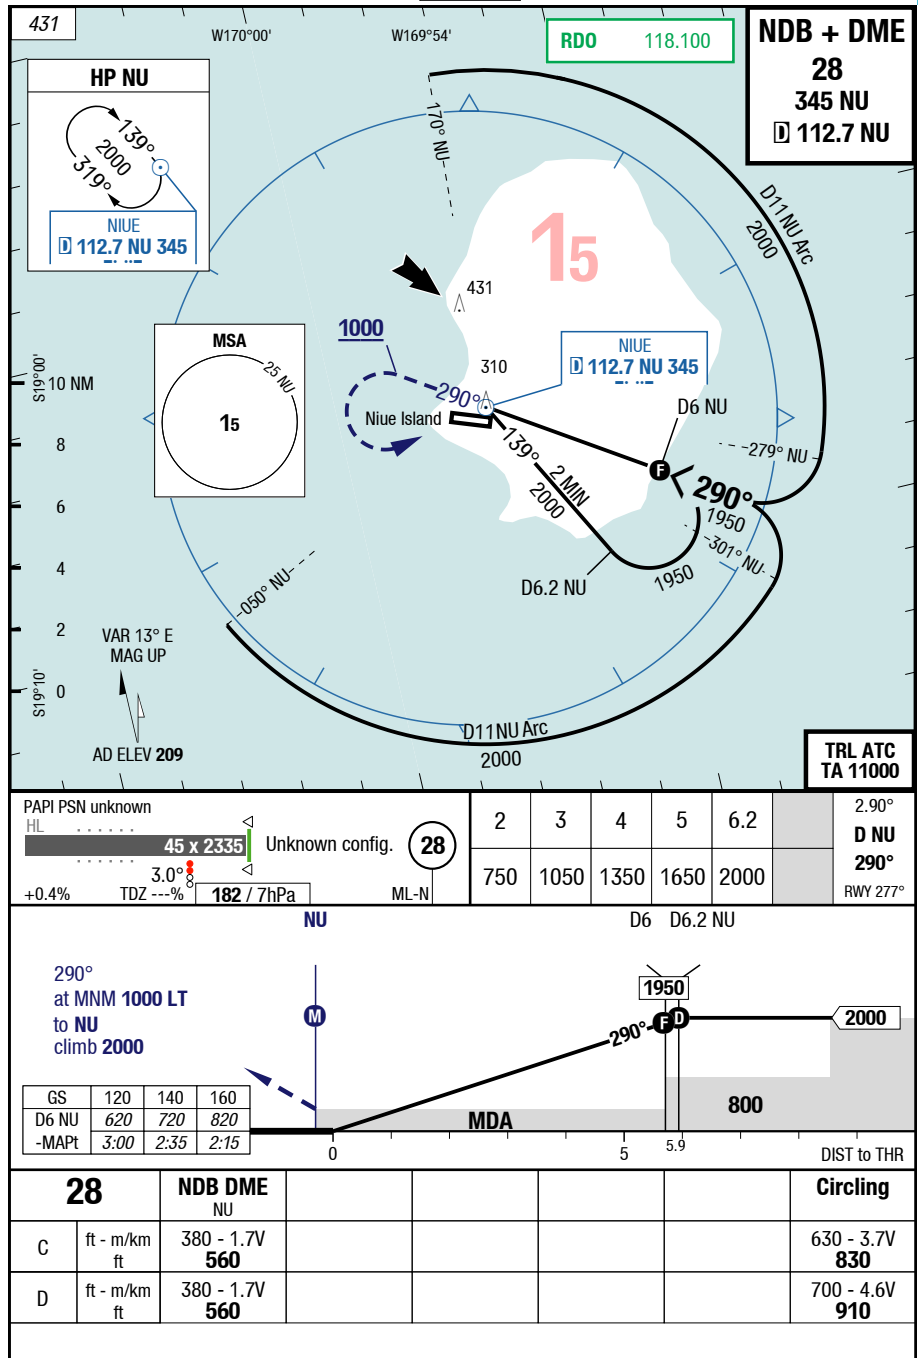 431
W170°00'
W169°54'
RDO 118.100
NDB + DME
28
345 NU
D 112.7 NU
HP NU
139°
2000
319°
NIUE
D 112.7 NU 345
170° NU
D11 NU Arc
2000
15
431
1000
MSA
25 NU
15
310
NIUE
D 112.7 NU 345
S19°00'
10 NM
8
6
4
2
0
S19°10'
290°
Niue Island
D6 NU
F
279° NU
139°
2 MIN
2000
290°
1950
301° NU
1950
D6.2 NU
050° NU
VAR 13° E
MAG UP
AD ELEV 209
D11 NU Arc
2000
TRL ATC
TA 11000
PAPI PSN unknown
HL
45 x 2335
Unknown config.
28
3.0°
+0.4% TDZ ---% 182 / 7hPa ML-N
2 3 4 5 6.2
750 1050 1350 1650 2000
2.90°
D NU
290°
RWY 277°
NU D6 D6.2 NU
290°
at MNM 1000 LT
to NU
climb 2000
M
1950
290°
F D
2000
MDA
800
GS 120 140 160
D6 NU 620 720 820
-MAPt 3:00 2:35 2:15
0 5 5.9 DIST to THR
28 NDB DME Circling
NU
C ft - m/km 380 - 1.7V 630 - 3.7V
ft 560 830
D ft - m/km 380 - 1.7V 700 - 4.6V
ft 560 910